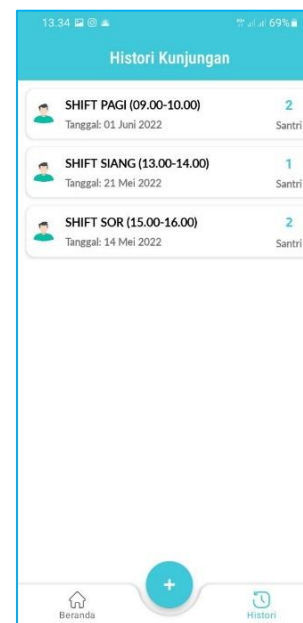 13.34 69%
Histori Kunjungan
SHIFT PAGI (09.00-10.00) 2
Tanggal: 01 Juni 2022 Santri
SHIFT SIANG (13.00-14.00) 1
Tanggal: 21 Mei 2022 Santri
SHIFT SOR (15.00-16.00) 2
Tanggal: 14 Mei 2022 Santri
+
Beranda Histori